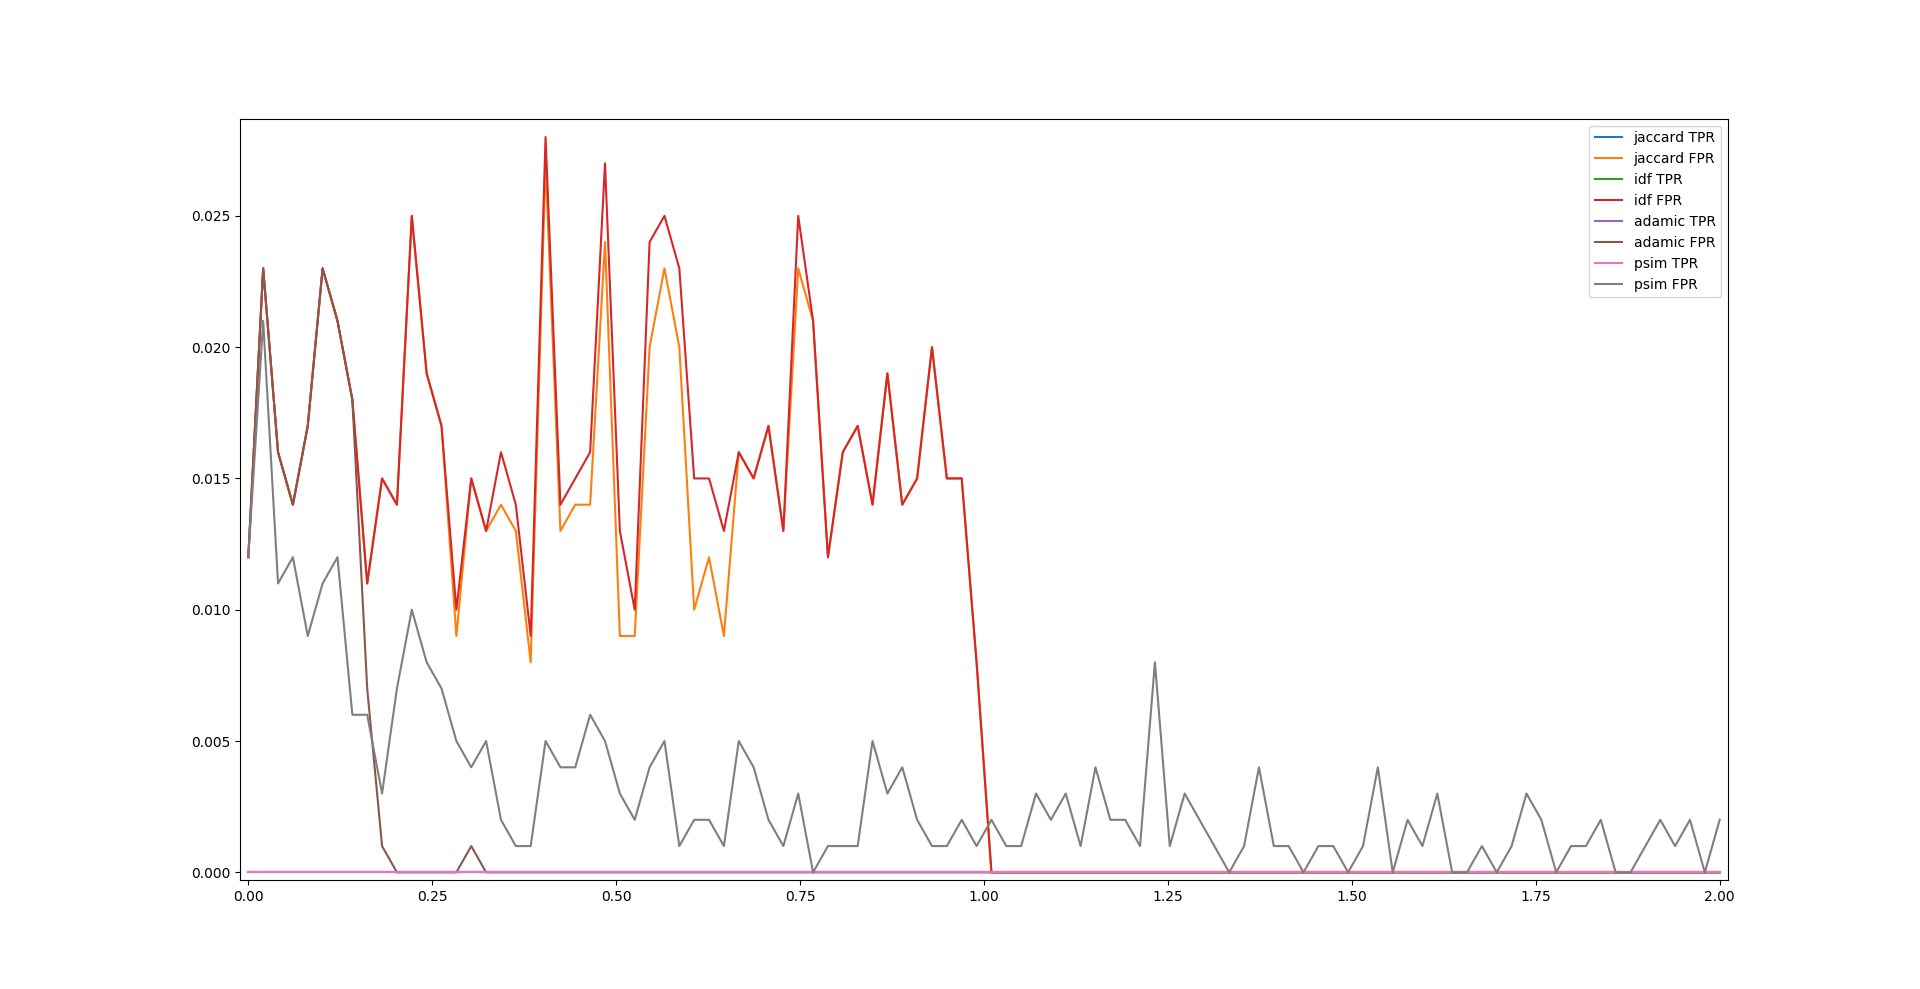 jaccard TPR
jaccard FPR
idf TPR
idf FPR
adamic TPR
adamic FPR
psim TPR
psim FPR
0.025
0.020
0.015
0.010
0.005
0.000
0.00 0.25 0.50 0.75 1.00 1.25 1.50 1.75 2.00